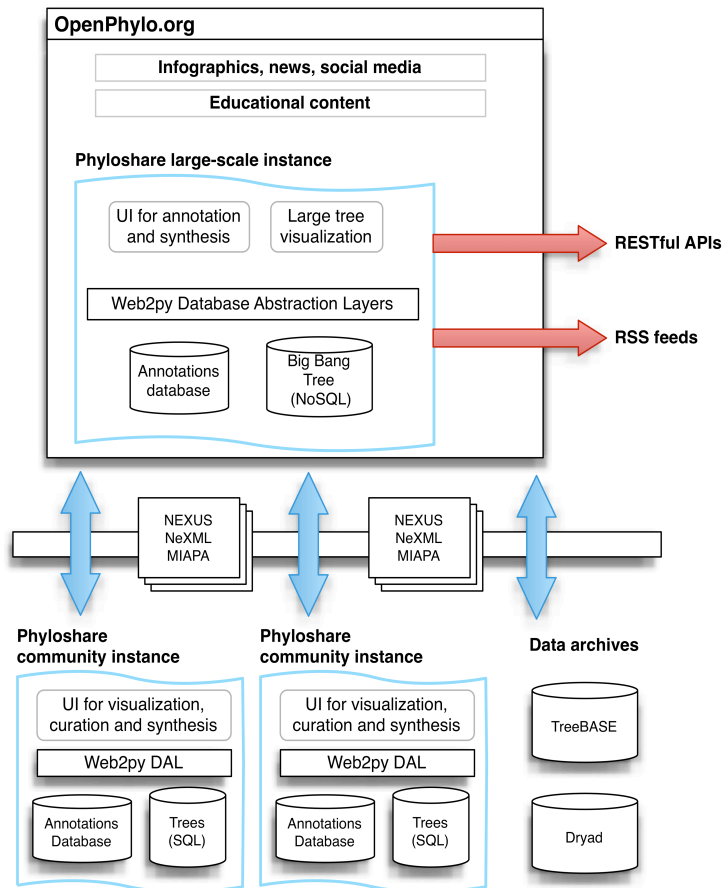 OpenPhylo.org
Infographics, news, social media
Educational content
Phyloshare large-scale instance
UI for annotation
and synthesis
Large tree
visualization
RESTful APIs
Web2py Database Abstraction Layers
RSS feeds
Annotations
database
Big Bang
Tree
(NoSQL)
NEXUS
NeXML
MIAPA
NEXUS
NeXML
MIAPA
Phyloshare
community instance
UI for visualization,
curation and synthesis
Web2py DAL
Annotations
Database
Trees
(SQL)
Phyloshare
community instance
UI for visualization,
curation and synthesis
Web2py DAL
Annotations
Database
Trees
(SQL)
Data archives
TreeBASE
Dryad